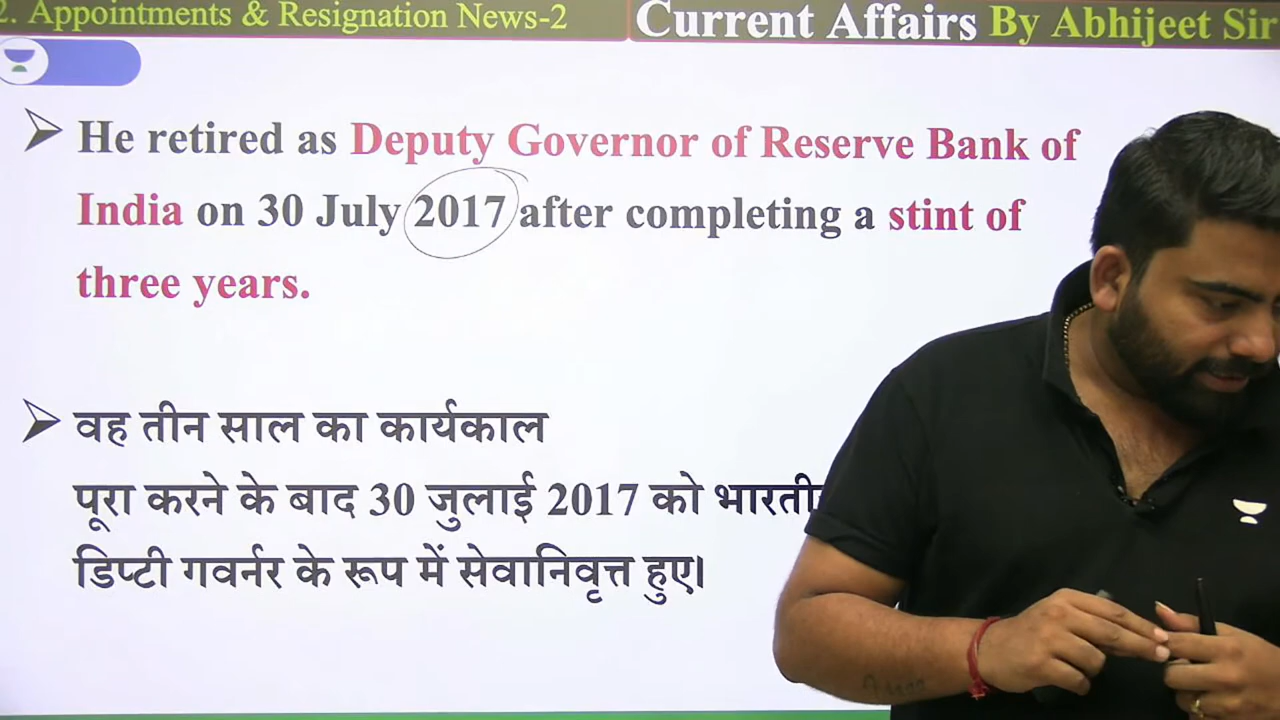 2. Appointments & Resignation News-2
Current Affairs By Abhijeet Sir
He retired as Deputy Governor of Reserve Bank of
India on 30 July 2017 after completing a stint of
three years.
वह तीन साल का कार्यकाल
पूरा करने के बाद 30 जुलाई 2017 को
डिप्टी गवर्नर के रूप में सेवानिवृत्त हुए।